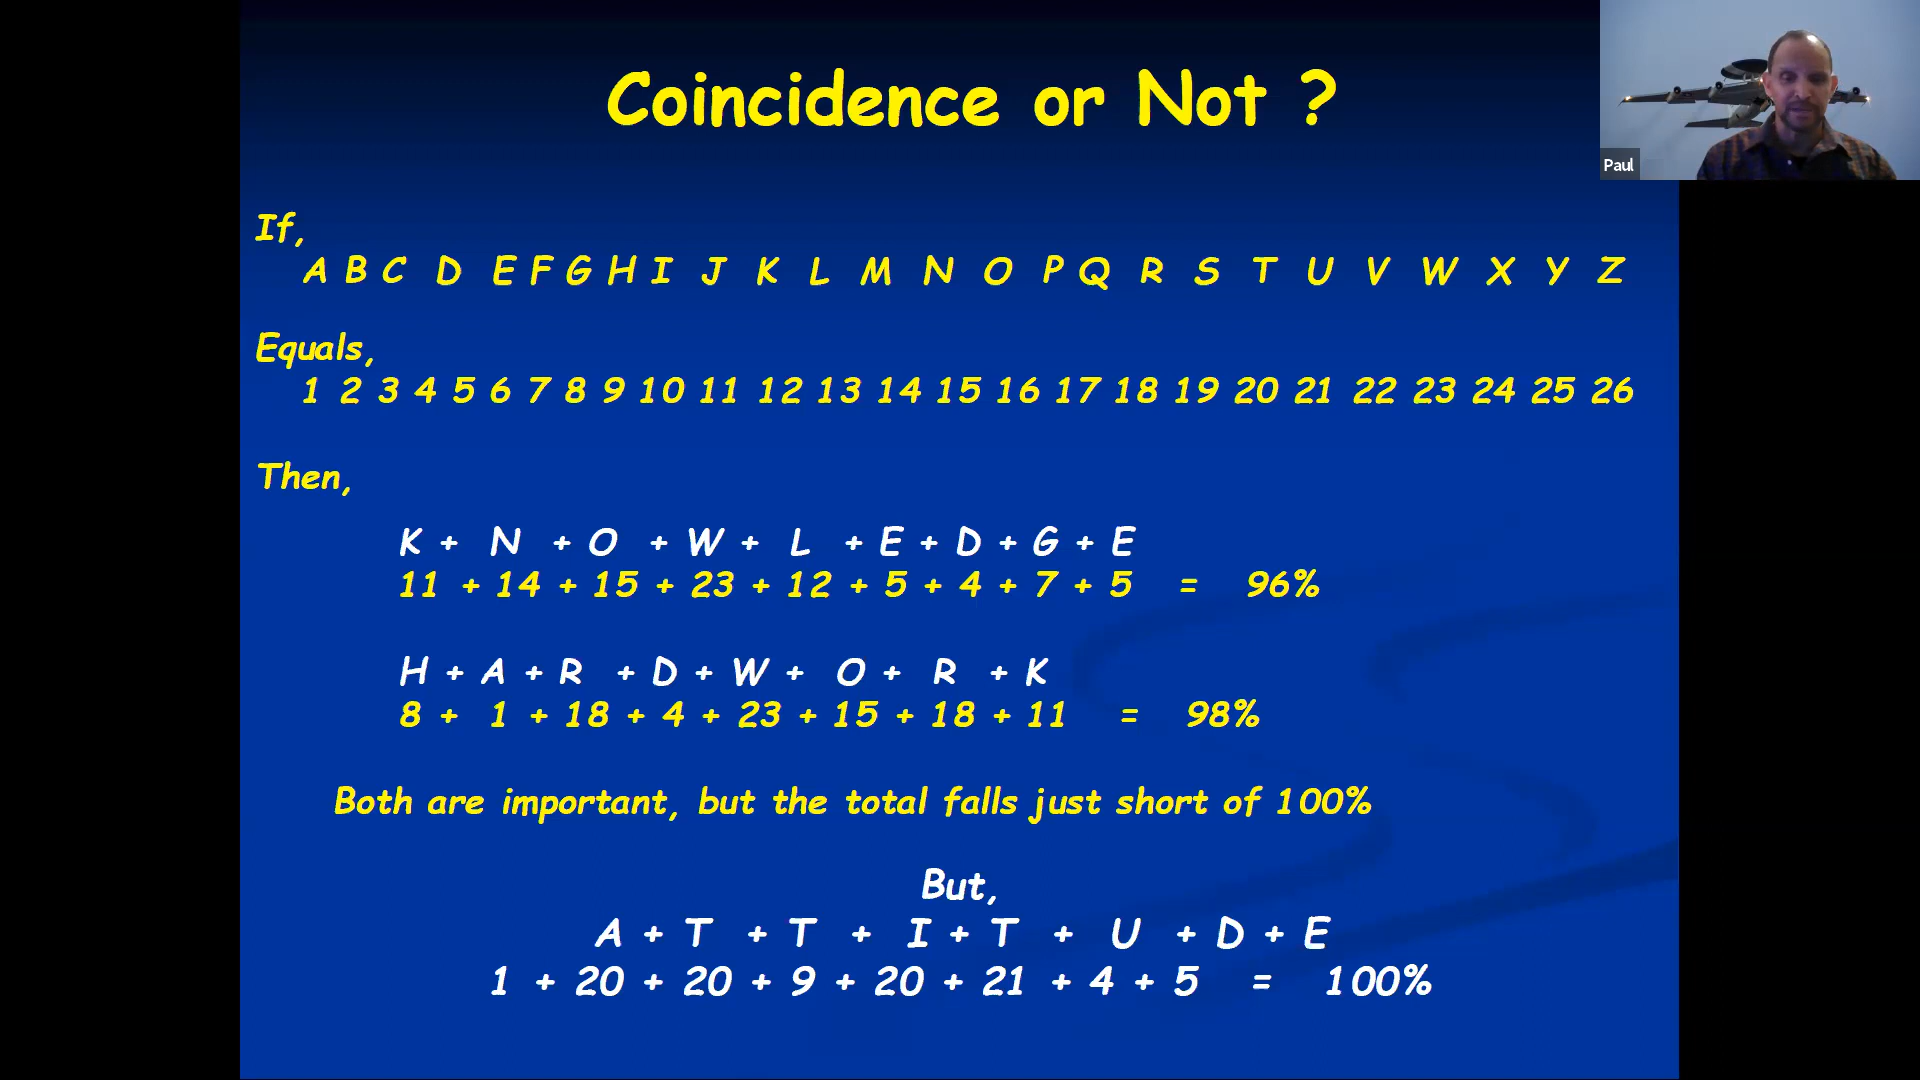 Coincidence or Not ?
Paul
If,
A B C D E F G H I J K L M N O P Q R S T U V W X Y Z
Equals,
1 2 3 4 5 6 7 8 9 10 11 12 13 14 15 16 17 18 19 20 21 22 23 24 25 26
Then,
K + N + O + W + L + E + D + G + E
11 + 14 + 15 + 23 + 12 + 5 + 4 + 7 + 5 = 96%
H + A + R + D + W + O + R + K
8 + 1 + 18 + 4 + 23 + 15 + 18 + 11 = 98%
Both are important, but the total falls just short of 100%
But,
A + T + T + I + T + U + D + E
1 + 20 + 20 + 9 + 20 + 21 + 4 + 5 = 100%